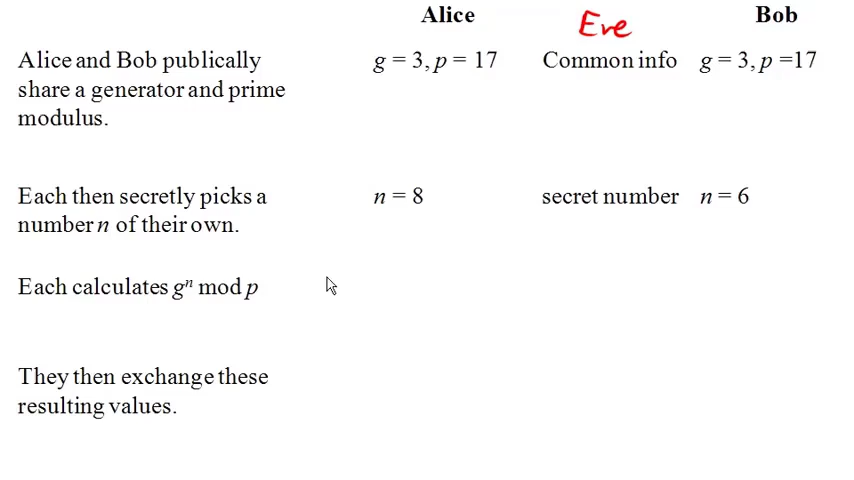 Alice Eve Bob
Alice and Bob publically g = 3, p = 17 Common info g = 3, p =17
share a generator and prime
modulus.
Each then secretly picks a n = 8 secret number n = 6
number n of their own.
Each calculates gⁿ mod p
They then exchange these
resulting values.